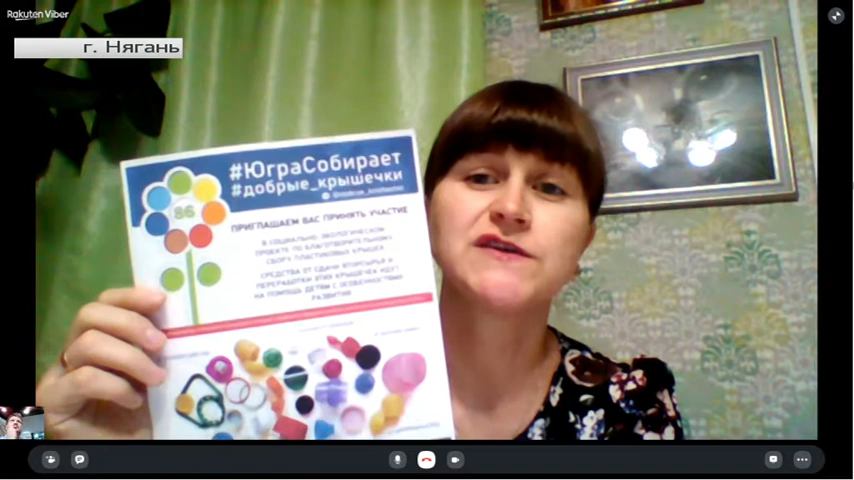 Rakuten Viber
г. Нягань
#ЮграСобирает
#добрые_крышечки
86
ПРИГЛАШАЕМ ВАС ПРИНЯТЬ УЧАСТИЕ
В СОЦИАЛЬНО-ЭКОЛОГИЧЕСКОМ
ПРОЕКТЕ ПО БЛАГОТВОРИТЕЛЬНОМУ
СБОРУ ПЛАСТИКОВЫХ КРЫШЕК
СРЕДСТВА ОТ СДАЧИ ВТОРСЫРЬЯ И
ПЕРЕРАБОТКИ ЭТИХ КРЫШЕЧЕК ИДУТ
НА ПОМОЩЬ ДЕТЯМ С ОСОБЕННОСТЯМИ
РАЗВИТИЯ